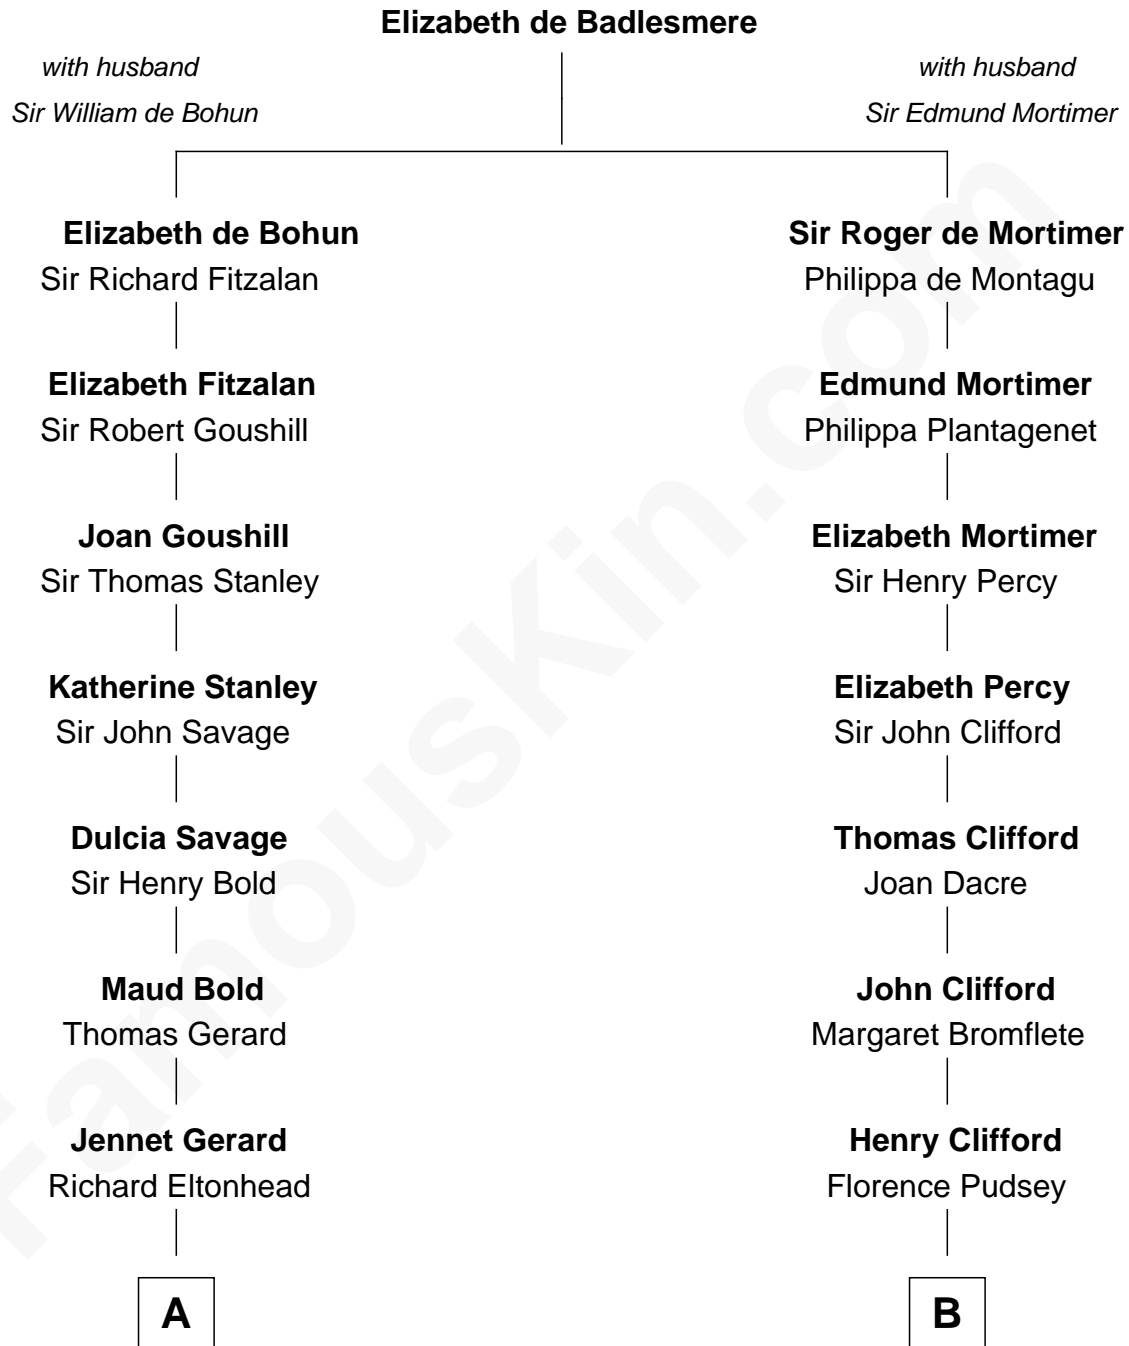 Elizabeth de Badlesmere
with husband
Sir William de Bohun
with husband
Sir Edmund Mortimer
Elizabeth de Bohun
Sir Richard Fitzalan
Sir Roger de Mortimer
Philippa de Montagu
Elizabeth Fitzalan
Sir Robert Goushill
Edmund Mortimer
Philippa Plantagenet
Joan Goushill
Sir Thomas Stanley
Elizabeth Mortimer
Sir Henry Percy
Katherine Stanley
Sir John Savage
Elizabeth Percy
Sir John Clifford
Dulcia Savage
Sir Henry Bold
Thomas Clifford
Joan Dacre
Maud Bold
Thomas Gerard
John Clifford
Margaret Bromflete
Jennet Gerard
Richard Eltonhead
Henry Clifford
Florence Pudsey
A
B
FamousKin.com